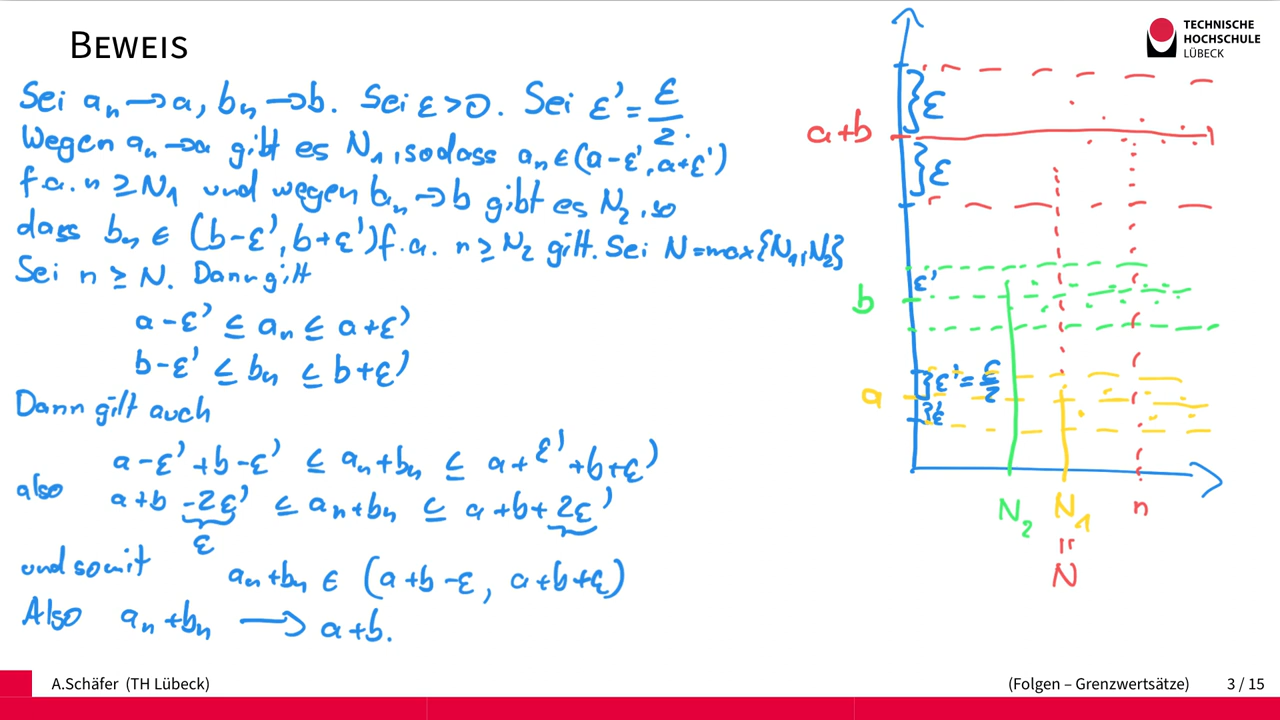 BEWEIS
TECHNISCHE
HOCHSCHULE
LÜBECK
Sei aₙ → a, bₙ → b. Sei ε > 0. Sei ε' = ε/2.
Wegen aₙ → a gibt es N₁, sodass aₙ ∈ (a-ε', a+ε')
f.a. n ≥ N₁ und wegen bₙ → b gibt es N₂, so
dass bₙ ∈ (b-ε', b+ε') f.a. n ≥ N₂ gilt. Sei N = max{N₁, N₂}
Sei n ≥ N. Dann gilt
a-ε' ≤ aₙ ≤ a+ε'
b-ε' ≤ bₙ ≤ b+ε'
Dann gilt auch
a-ε'+b-ε' ≤ aₙ+bₙ ≤ a+ε'+b+ε'
also a+b -2ε' ≤ aₙ+bₙ ≤ a+b+2ε'
ε
und somit aₙ+bₙ ∈ (a+b-ε, a+b+ε)
Also aₙ+bₙ → a+b.
ε
a+b
ε
ε'
b
ε' = ε/2
a
ε'
N₂ N₁ n
=
N
A.Schäfer (TH Lübeck) (Folgen – Grenzwertsätze) 3 / 15